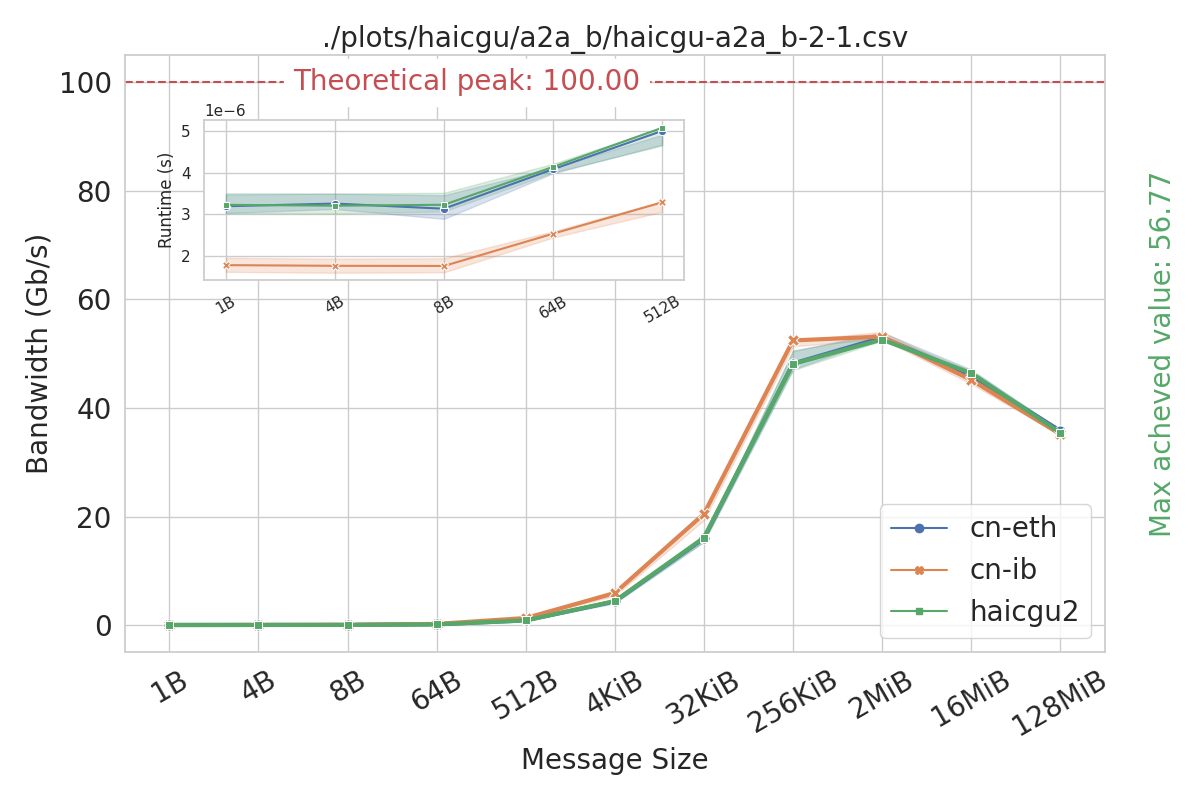 ./plots/haicgu/a2a_b/haicgu-a2a_b-2-1.csv
Theoretical peak: 100.00
100
80
60
40
20
0
Bandwidth (Gb/s)
1e−6
5
4
3
2
Runtime (s)
1B
4B
8B
64B
512B
Max acheved value: 56.77
cn-eth
cn-ib
haicgu2
1B
4B
8B
64B
512B
4KiB
32KiB
256KiB
2MiB
16MiB
128MiB
Message Size